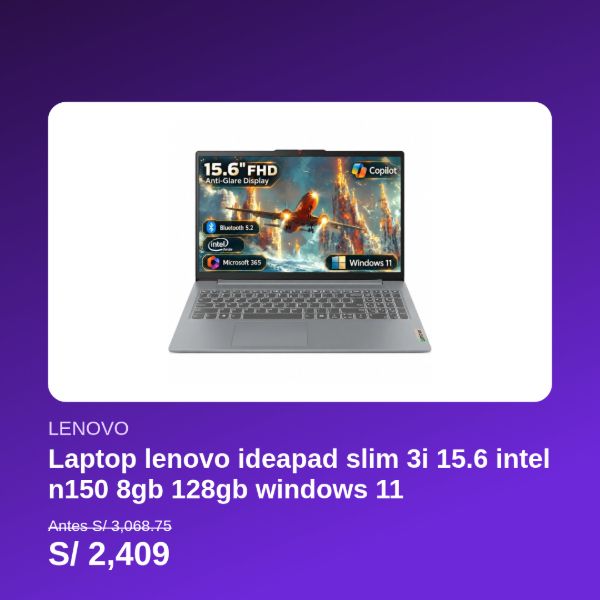 15.6" FHD
Anti-Glare Display
Copilot
Bluetooth 5.2
intel
Microsoft 365
Windows 11
LENOVO
Laptop lenovo ideapad slim 3i 15.6 intel
n150 8gb 128gb windows 11
Antes S/ 3,068.75
S/ 2,409